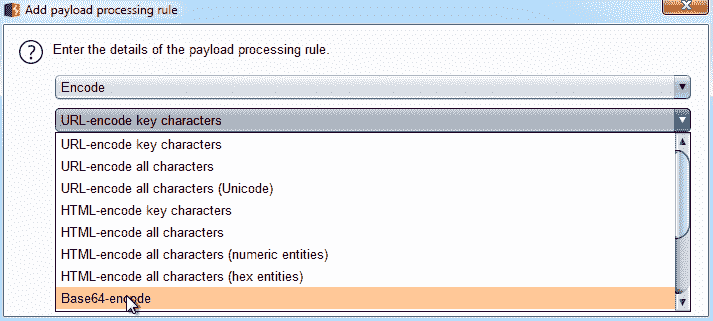 Add payload processing rule
Enter the details of the payload processing rule.
Encode
URL-encode key characters
URL-encode key characters
URL-encode all characters
URL-encode all characters (Unicode)
HTML-encode key characters
HTML-encode all characters
HTML-encode all characters (numeric entities)
HTML-encode all characters (hex entities)
Base64-encode